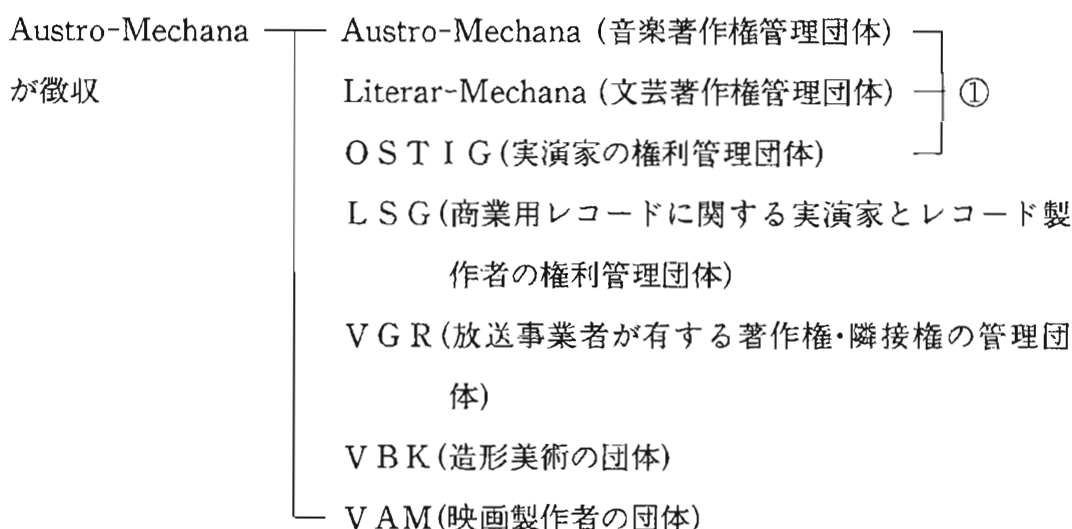 Austro-Mechana Austro-Mechana (音楽著作権管理団体)
が徴収 Literar-Mechana (文芸著作権管理団体) ①
OSTIG(実演家の権利管理団体)
LSG(商業用レコードに関する実演家とレコード製
作者の権利管理団体)
VGR(放送事業者が有する著作権・隣接権の管理団
体)
VBK(造形美術の団体)
VAM(映画製作者の団体)